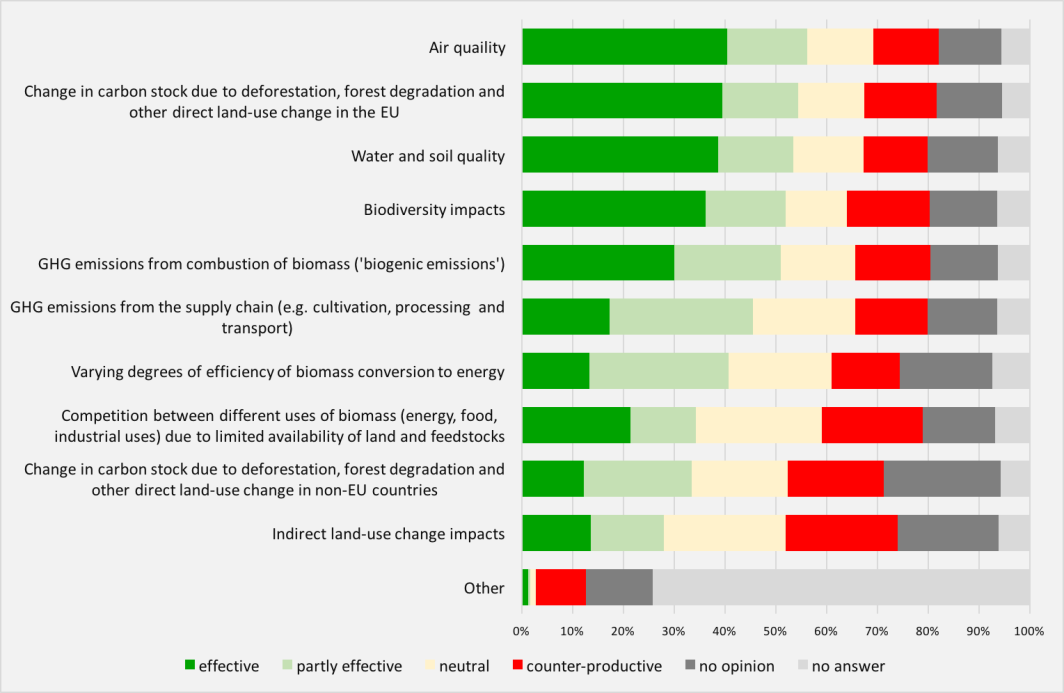 Air quaility
Change in carbon stock due to deforestation, forest degradation and
other direct land-use change in the EU
Water and soil quality
Biodiversity impacts
GHG emissions from combustion of biomass ('biogenic emissions')
GHG emissions from the supply chain (e.g. cultivation, processing and
transport)
Varying degrees of efficiency of biomass conversion to energy
Competition between different uses of biomass (energy, food,
industrial uses) due to limited availability of land and feedstocks
Change in carbon stock due to deforestation, forest degradation and
other direct land-use change in non-EU countries
Indirect land-use change impacts
Other
0% 10% 20% 30% 40% 50% 60% 70% 80% 90% 100%
effective partly effective neutral counter-productive no opinion no answer